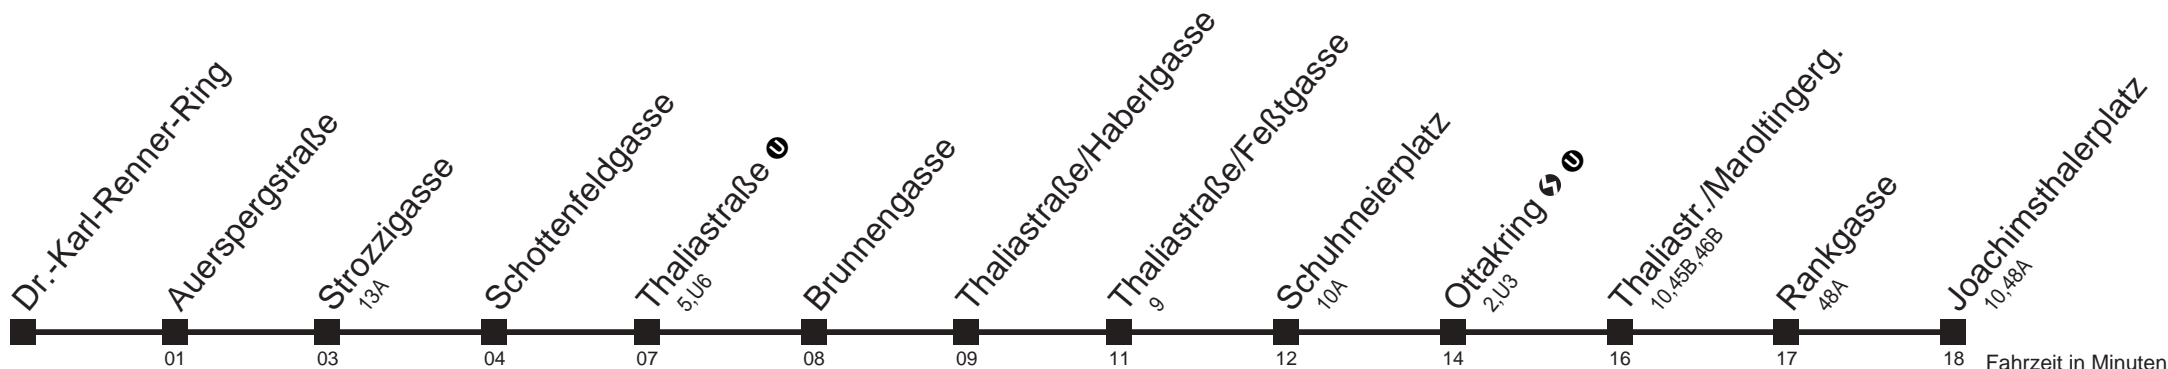 Dr.-Karl-Renner-Ring
Auerspergstraße
01
Strozzigasse
13A
03
Schottenfeldgasse
04
Thaliastraße U
5,U6
07
Brunnengasse
08
Thaliastraße/Haberlgasse
09
Thaliastraße/Feßtgasse
9
11
Schuhmeierplatz
10A
12
Ottakring U
2,U3
14
Thaliastr./Maroltingerg.
10,45B,46B
16
Rankgasse
48A
17
Joachimsthalerplatz
10,48A
18
Fahrzeit in Minuten